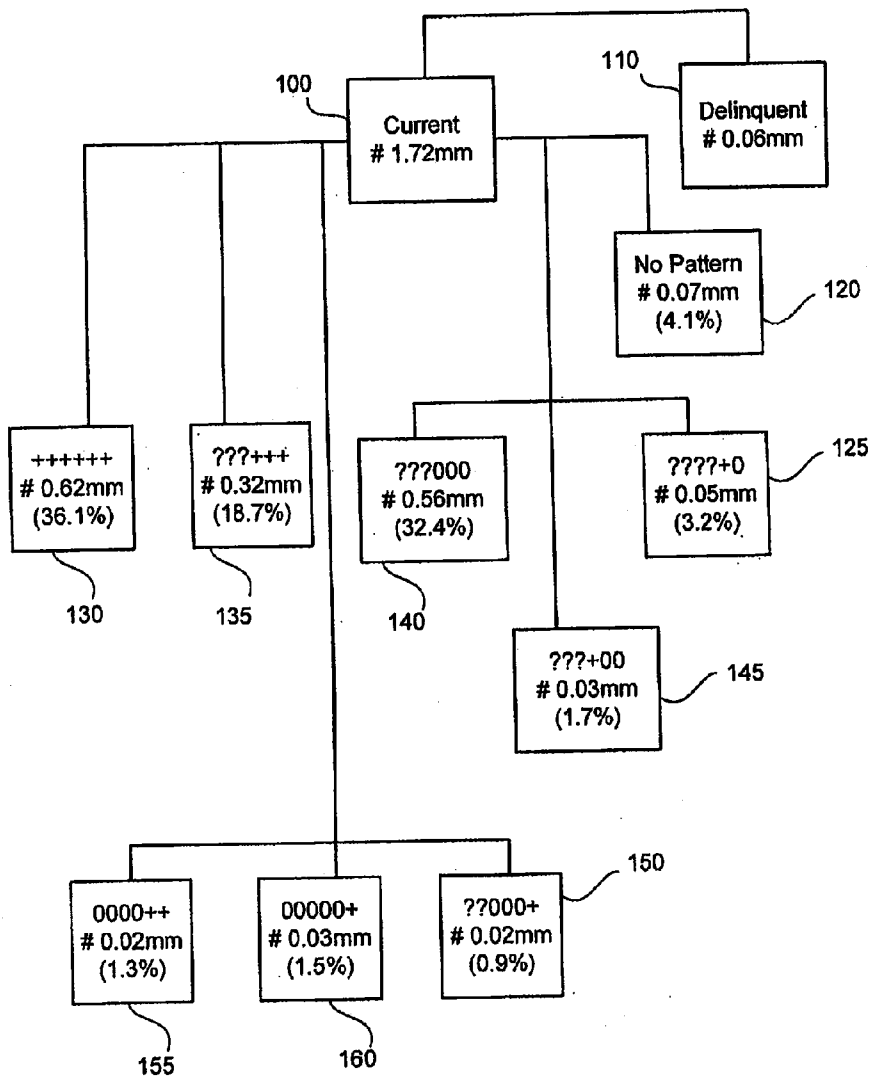 100
Current
# 1.72mm
110
Delinquent
# 0.06mm
No Pattern
# 0.07mm
(4.1%)
120
++++++
# 0.62mm
(36.1%)
130
???+++
# 0.32mm
(18.7%)
135
???000
# 0.56mm
(32.4%)
140
????+0
# 0.05mm
(3.2%)
125
???+00
# 0.03mm
(1.7%)
145
0000++
# 0.02mm
(1.3%)
155
00000+
# 0.03mm
(1.5%)
160
??000+
# 0.02mm
(0.9%)
150